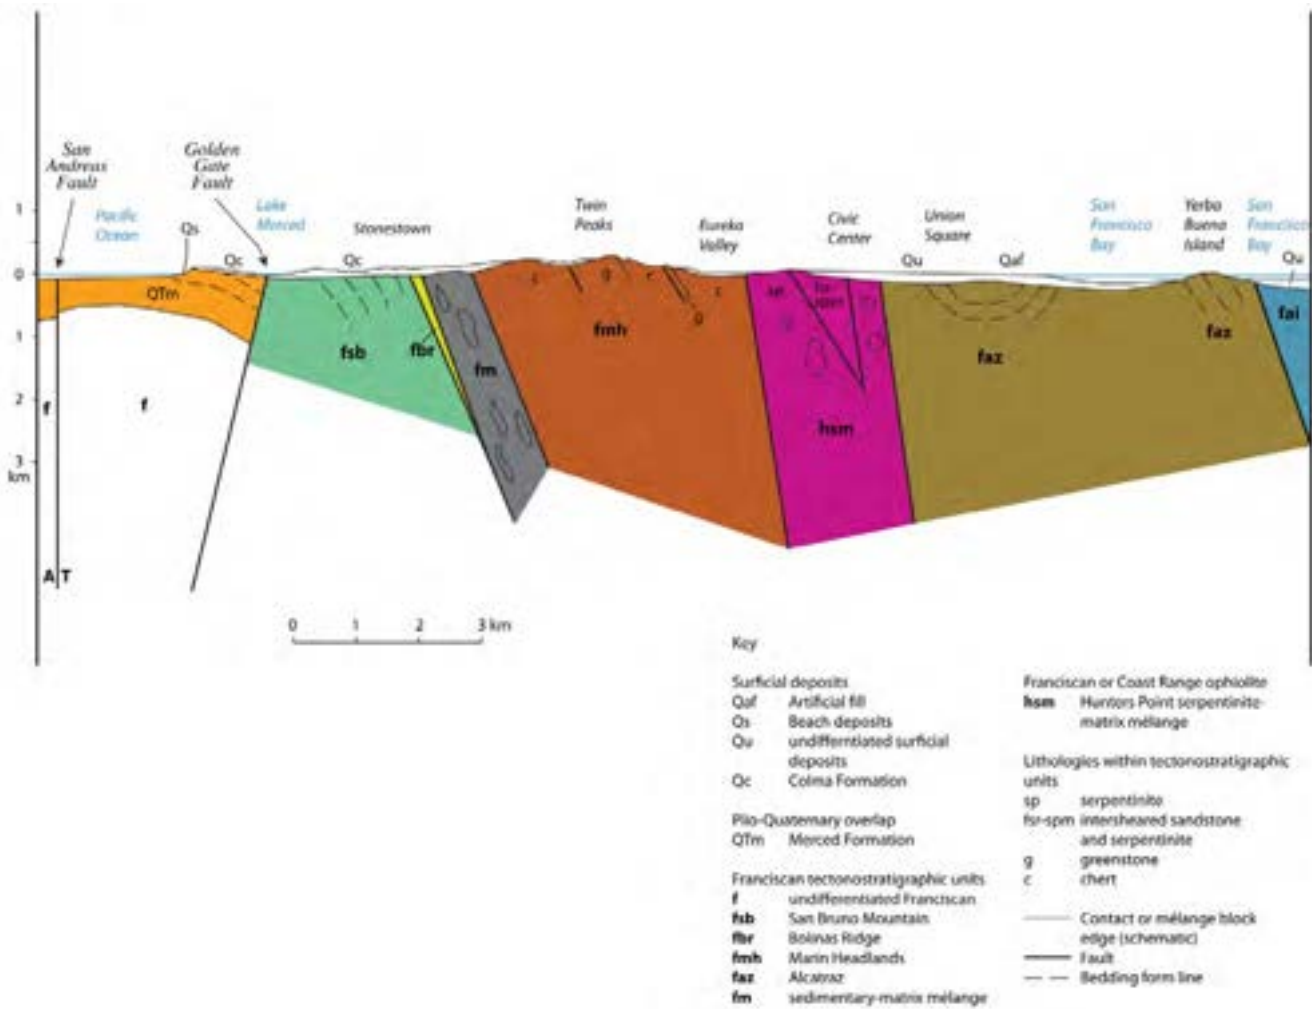 San
Andreas
Fault
Golden
Gate
Fault
Pacific
Ocean
Qs
Qc
Lake
Merced
Stonestown
Qc
Twin
Peaks
Eureka
Valley
Civic
Center
Union
Square
Qu
Qaf
San
Francisco
Bay
Yerba
Buena
Island
San
Francisco
Bay
Qu
1
0
1
2
3
km
QTm
f
f
A T
fsb
fbr
fm
c
g
c
c
g
fmh
sp
fsr-
spm
hsm
faz
faz
fai
0 1 2 3 km
Key
Surficial deposits
Qaf Artificial fill
Qs Beach deposits
Qu undifferntiated surficial
deposits
Qc Colma Formation
Plio-Quaternary overlap
QTm Merced Formation
Franciscan tectonostratigraphic units
f undifferentiated Franciscan
fsb San Bruno Mountain
fbr Bolinas Ridge
fmh Marin Headlands
faz Alcatraz
fm sedimentary-matrix mélange
Franciscan or Coast Range ophiolite
hsm Hunters Point serpentinite-
matrix mélange
Lithologies within tectonostratigraphic
units
sp serpentinite
fsr-spm intersheared sandstone
and serpentinite
g greenstone
c chert
Contact or mélange block
edge (schematic)
Fault
Bedding form line